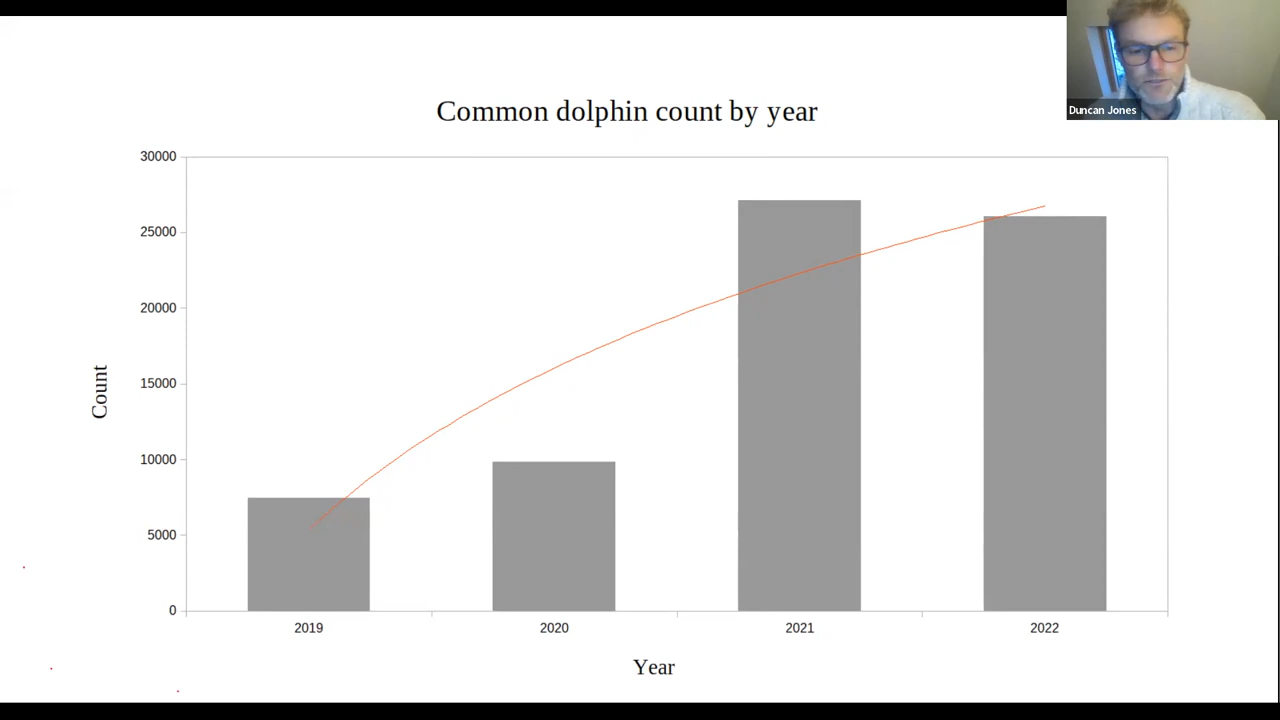 Duncan Jones
Common dolphin count by year
30000
25000
20000
15000
10000
5000
0
Count
2019 2020 2021 2022
Year